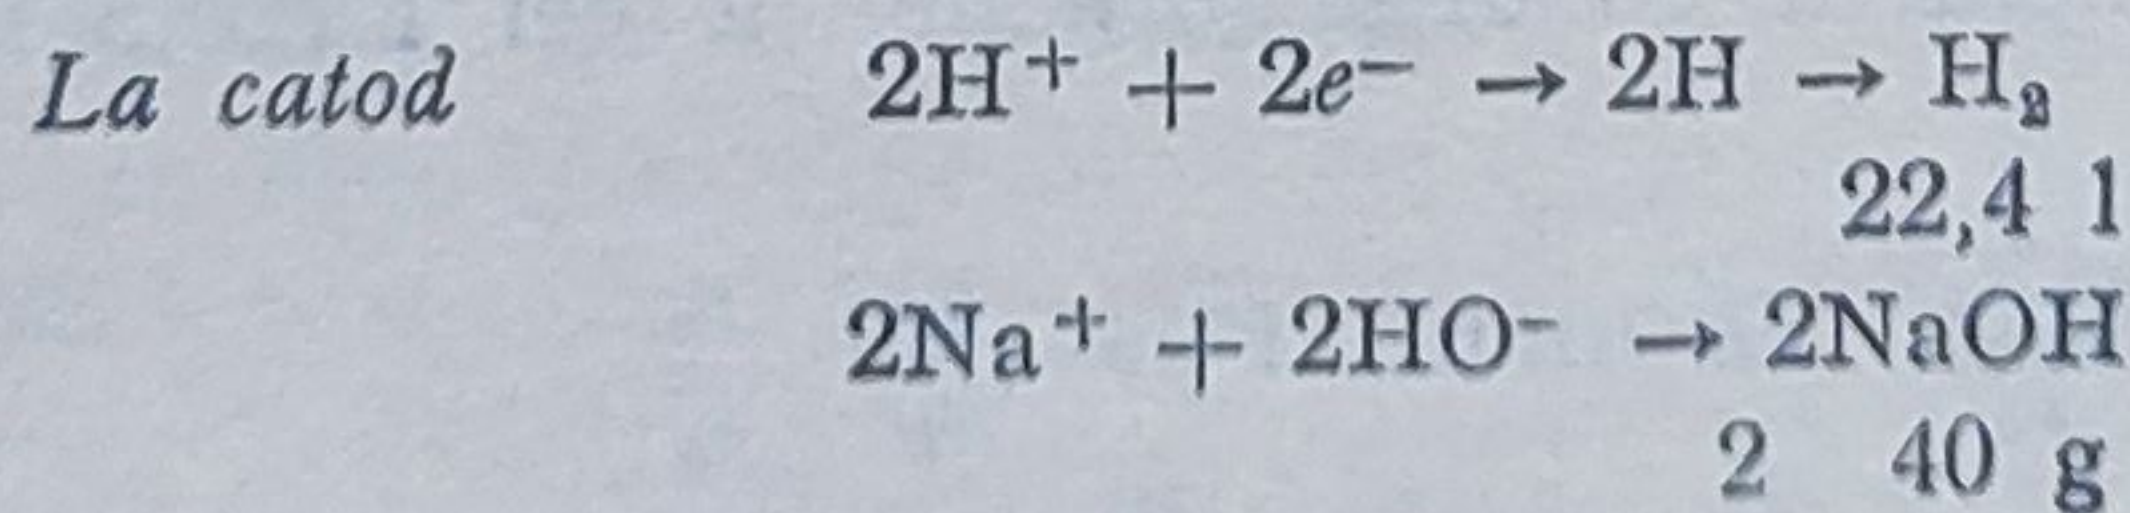 La catod 2H⁺ + 2e⁻ → 2H → H₂
22,4 l
2Na⁺ + 2HO⁻ → 2NaOH
2 40 g